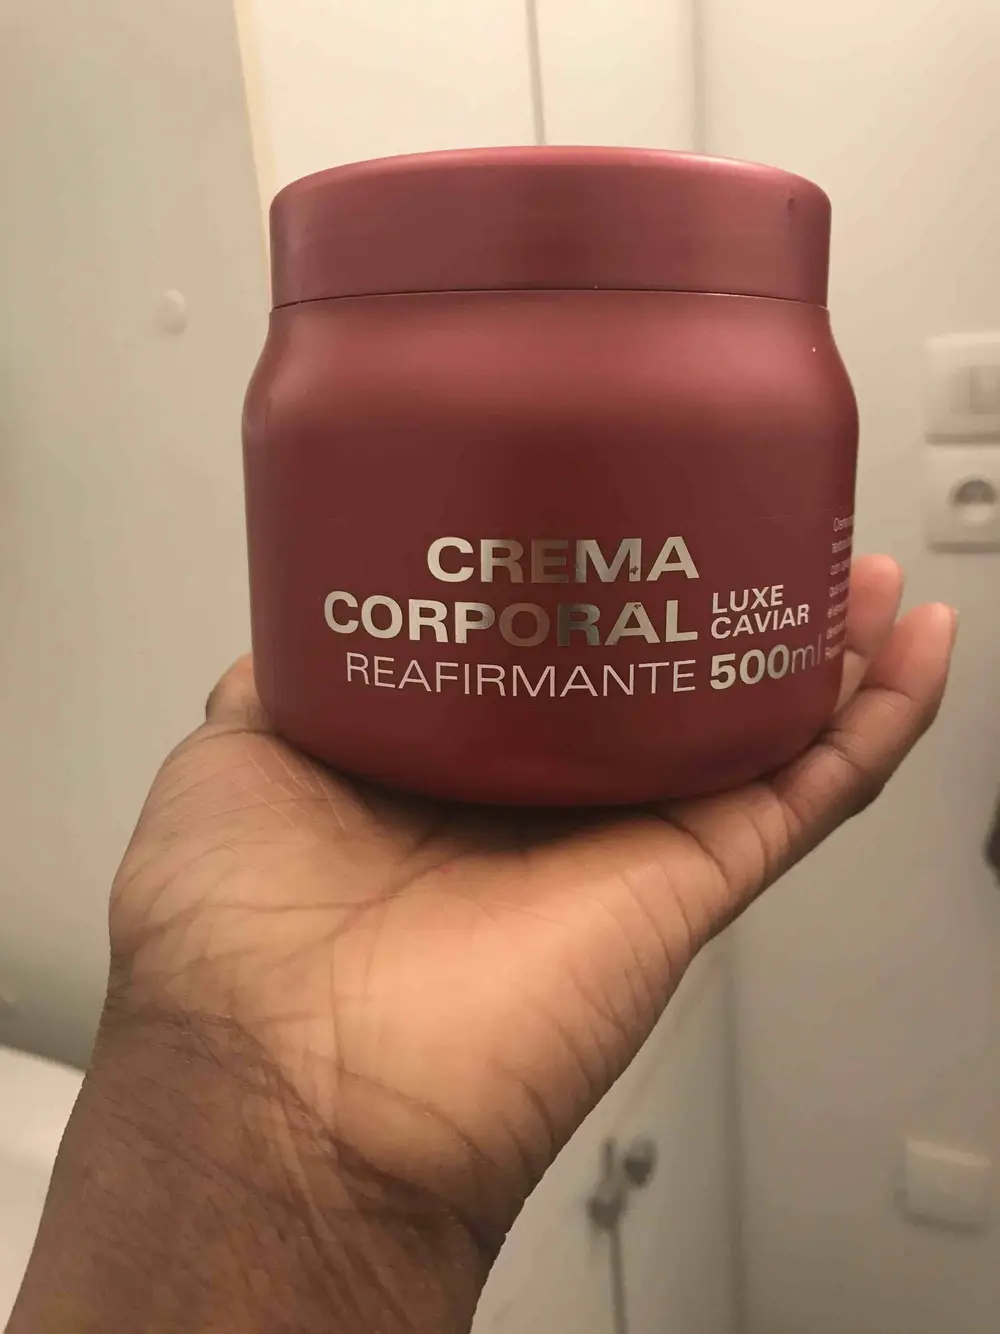 CREMA
CORPORAL
REAFIRMANTE
LUXE
CAVIAR
500ml